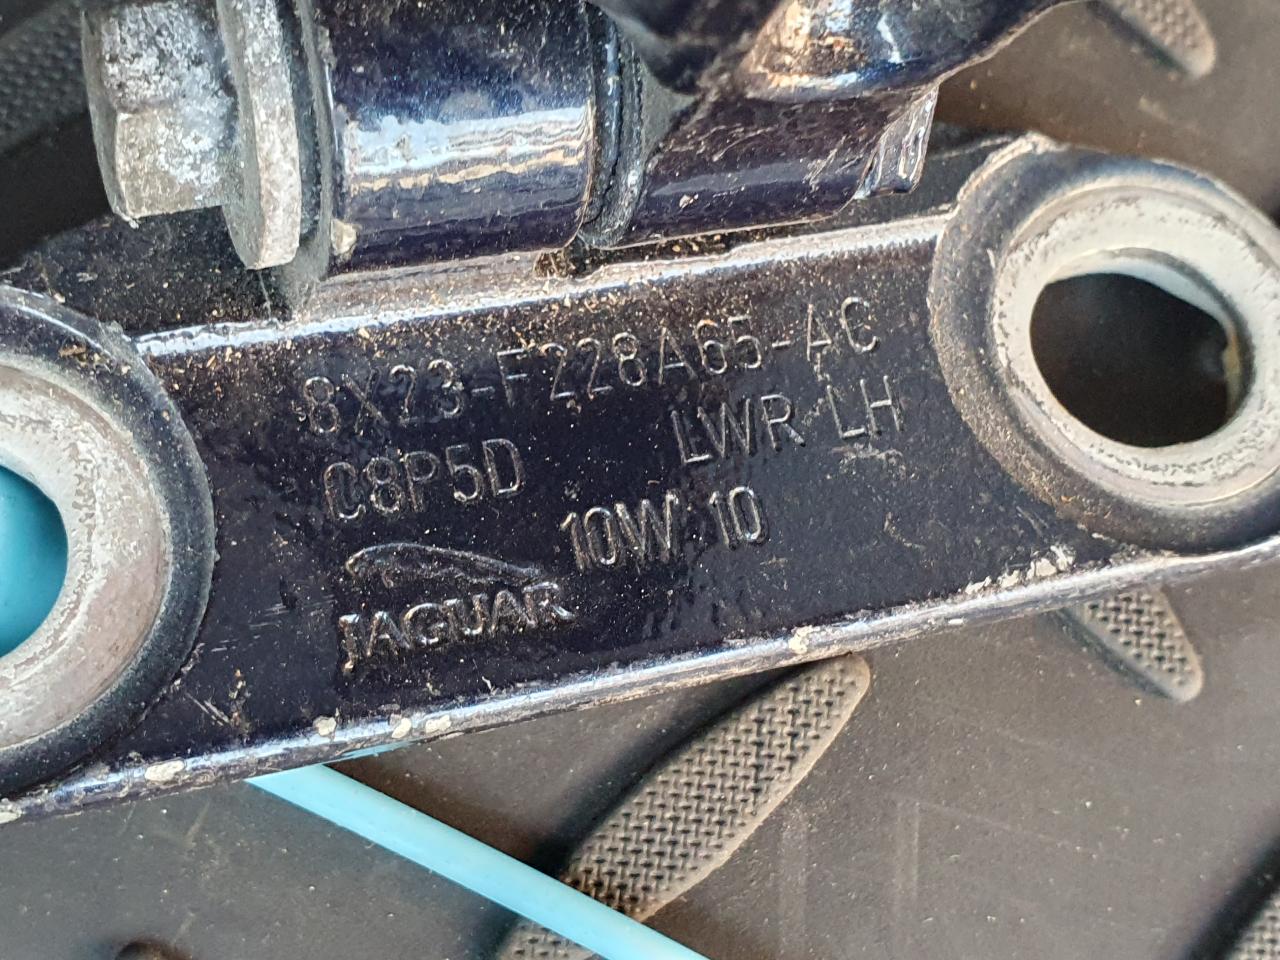 8X23-F228A65-AC
C8P5D LWR LH
10W 10
JAGUAR